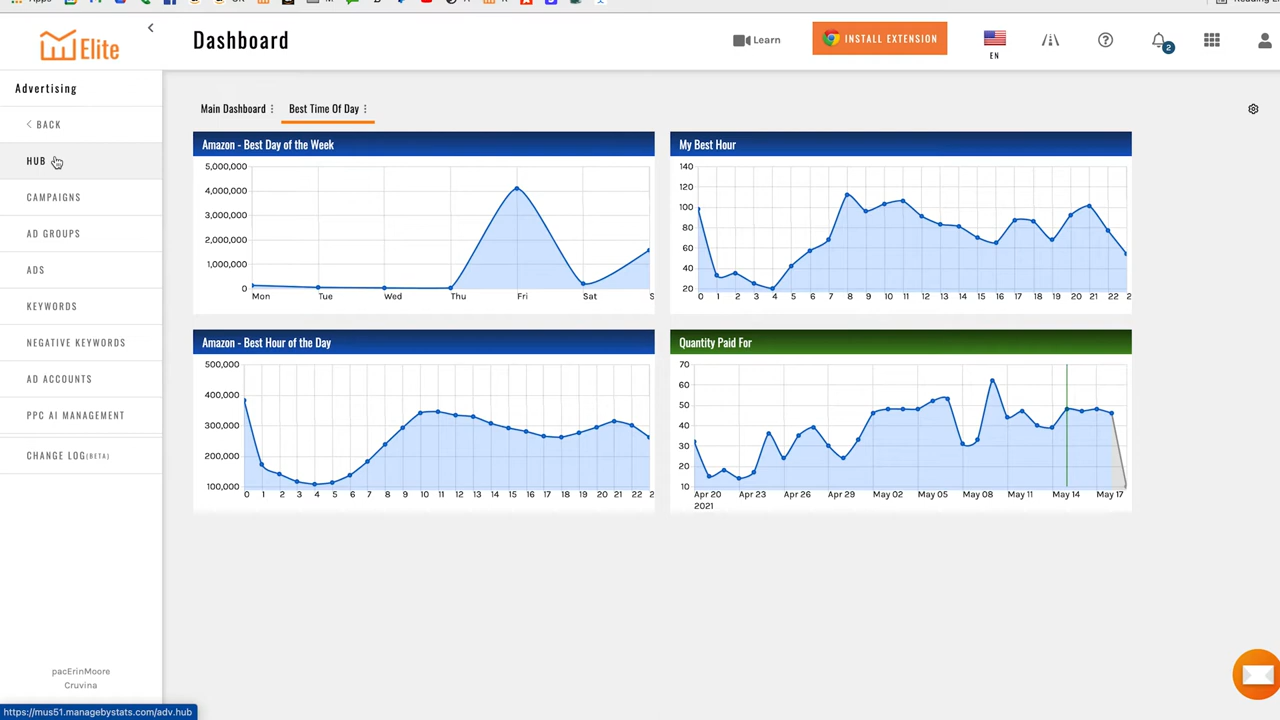 Apps
Elite
Dashboard
Learn
INSTALL EXTENSION
EN
2
Advertising
BACK
HUB
CAMPAIGNS
AD GROUPS
ADS
KEYWORDS
NEGATIVE KEYWORDS
AD ACCOUNTS
PPC AI MANAGEMENT
CHANGE LOG(BETA)
pacErinMoore
Cruvina
https://mus51.managebystats.com/adv.hub
Main Dashboard
Best Time Of Day
Amazon - Best Day of the Week
5,000,000
4,000,000
3,000,000
2,000,000
1,000,000
0
Mon Tue Wed Thu Fri Sat S
My Best Hour
140
120
100
80
60
40
20
0 1 2 3 4 5 6 7 8 9 10 11 12 13 14 15 16 17 18 19 20 21 22 2
Amazon - Best Hour of the Day
500,000
400,000
300,000
200,000
100,000
0 1 2 3 4 5 6 7 8 9 10 11 12 13 14 15 16 17 18 19 20 21 22 2
Quantity Paid For
70
60
50
40
30
20
10
Apr 20 Apr 23 Apr 26 Apr 29 May 02 May 05 May 08 May 11 May 14 May 17
2021